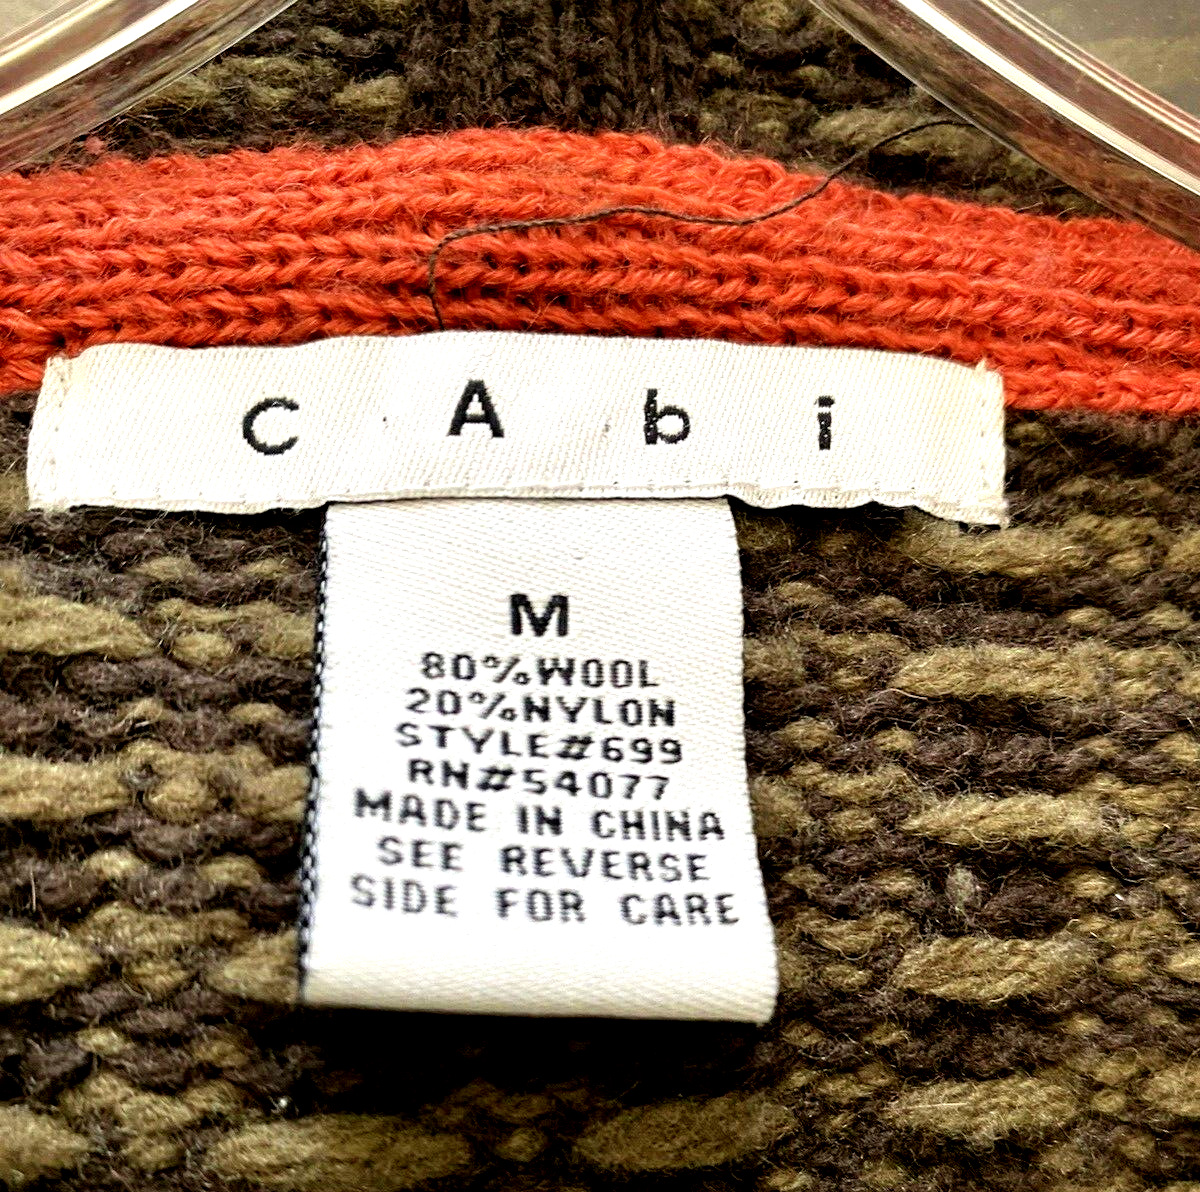 cAbi
M
80%WOOL
20%NYLON
STYLE#699
RN#54077
MADE IN CHINA
SEE REVERSE
SIDE FOR CARE